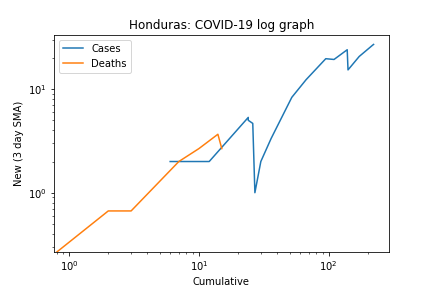 Honduras: COVID-19 log graph
Cases
Deaths
New (3 day SMA)
10¹
10⁰
10⁰ 10¹ 10²
Cumulative